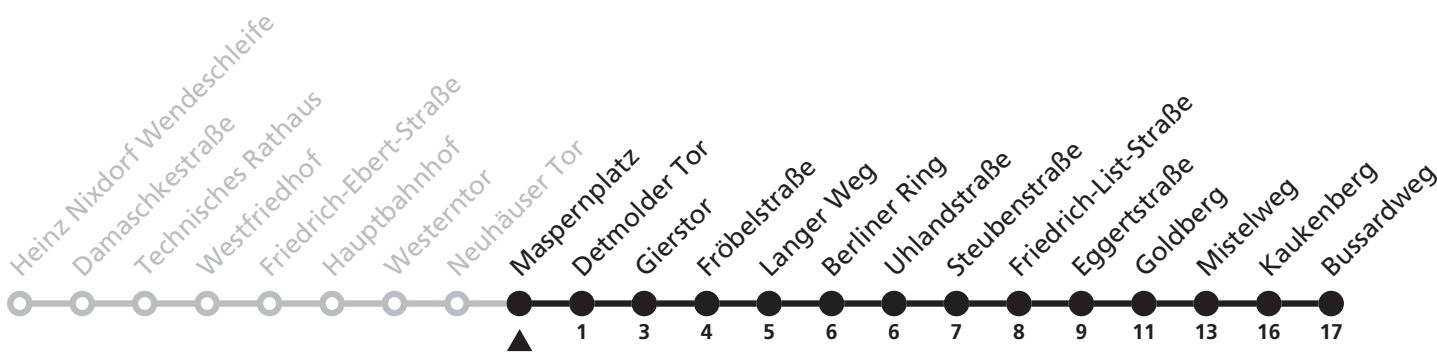 Heinz Nixdorf Wendeschleife
Damaschkestraße
Technisches Rathaus
Westfriedhof
Friedrich-Ebert-Straße
Hauptbahnhof
Westerntor
Neuhäuser Tor
Maspernplatz
Detmolder Tor
Gierstor
Fröbelstraße
Langer Weg
Berliner Ring
Uhlandstraße
Steubenstraße
Friedrich-List-Straße
Eggertstraße
Goldberg
Mistelweg
Kaukenberg
Bussardweg
1 3 4 5 6 6 7 8 9 11 13 16 17